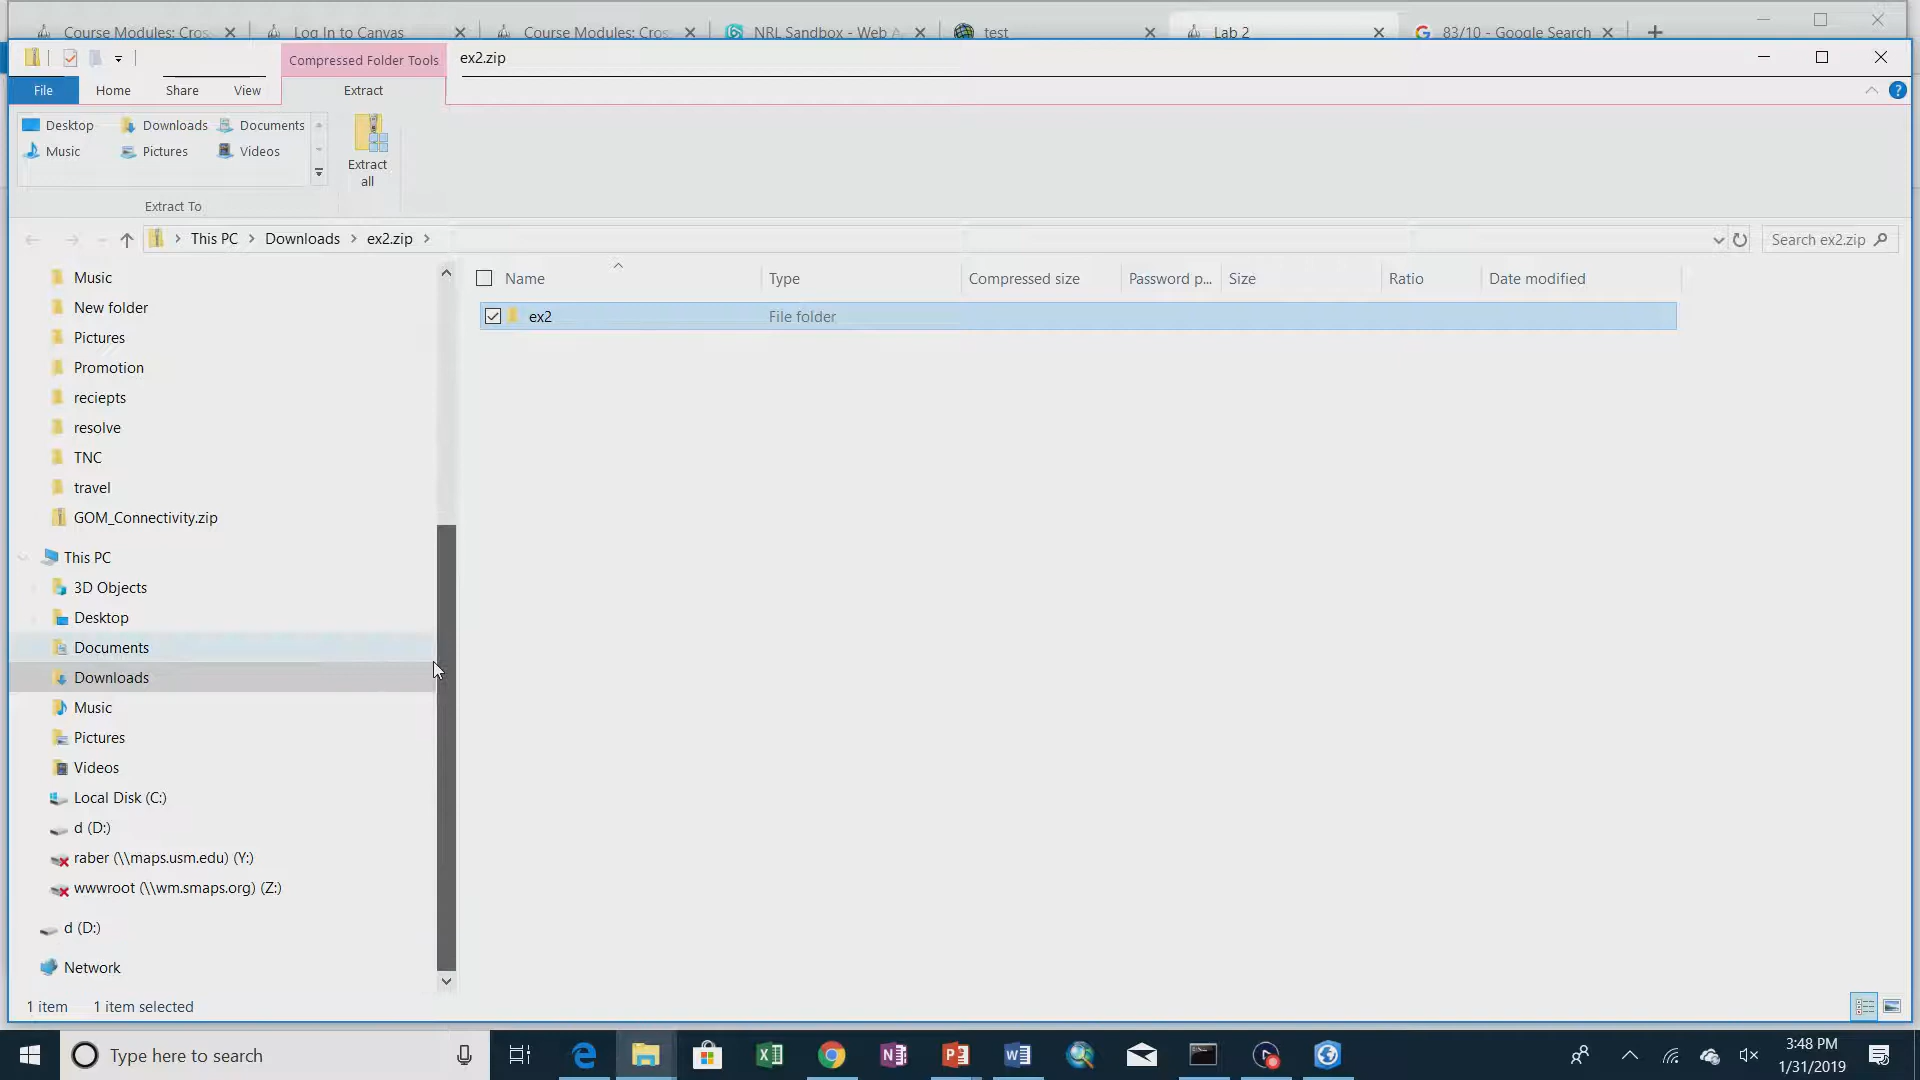 Course Modules: Cros
Log In to Canvas
Course Modules: Cros
NRL Sandbox - Web A
test
Lab 2
83/10 - Google Search
Compressed Folder Tools
ex2.zip
File
Home
Share
View
Extract
Desktop
Downloads
Documents
Music
Pictures
Videos
Extract all
Extract To
This PC > Downloads > ex2.zip >
Search ex2.zip
Name
Type
Compressed size
Password p...
Size
Ratio
Date modified
ex2
File folder
Music
New folder
Pictures
Promotion
reciepts
resolve
TNC
travel
GOM_Connectivity.zip
This PC
3D Objects
Desktop
Documents
Downloads
Music
Pictures
Videos
Local Disk (C:)
d (D:)
raber (\\maps.usm.edu) (Y:)
wwwroot (\\wm.smaps.org) (Z:)
d (D:)
Network
1 item
1 item selected
Type here to search
3:48 PM
1/31/2019